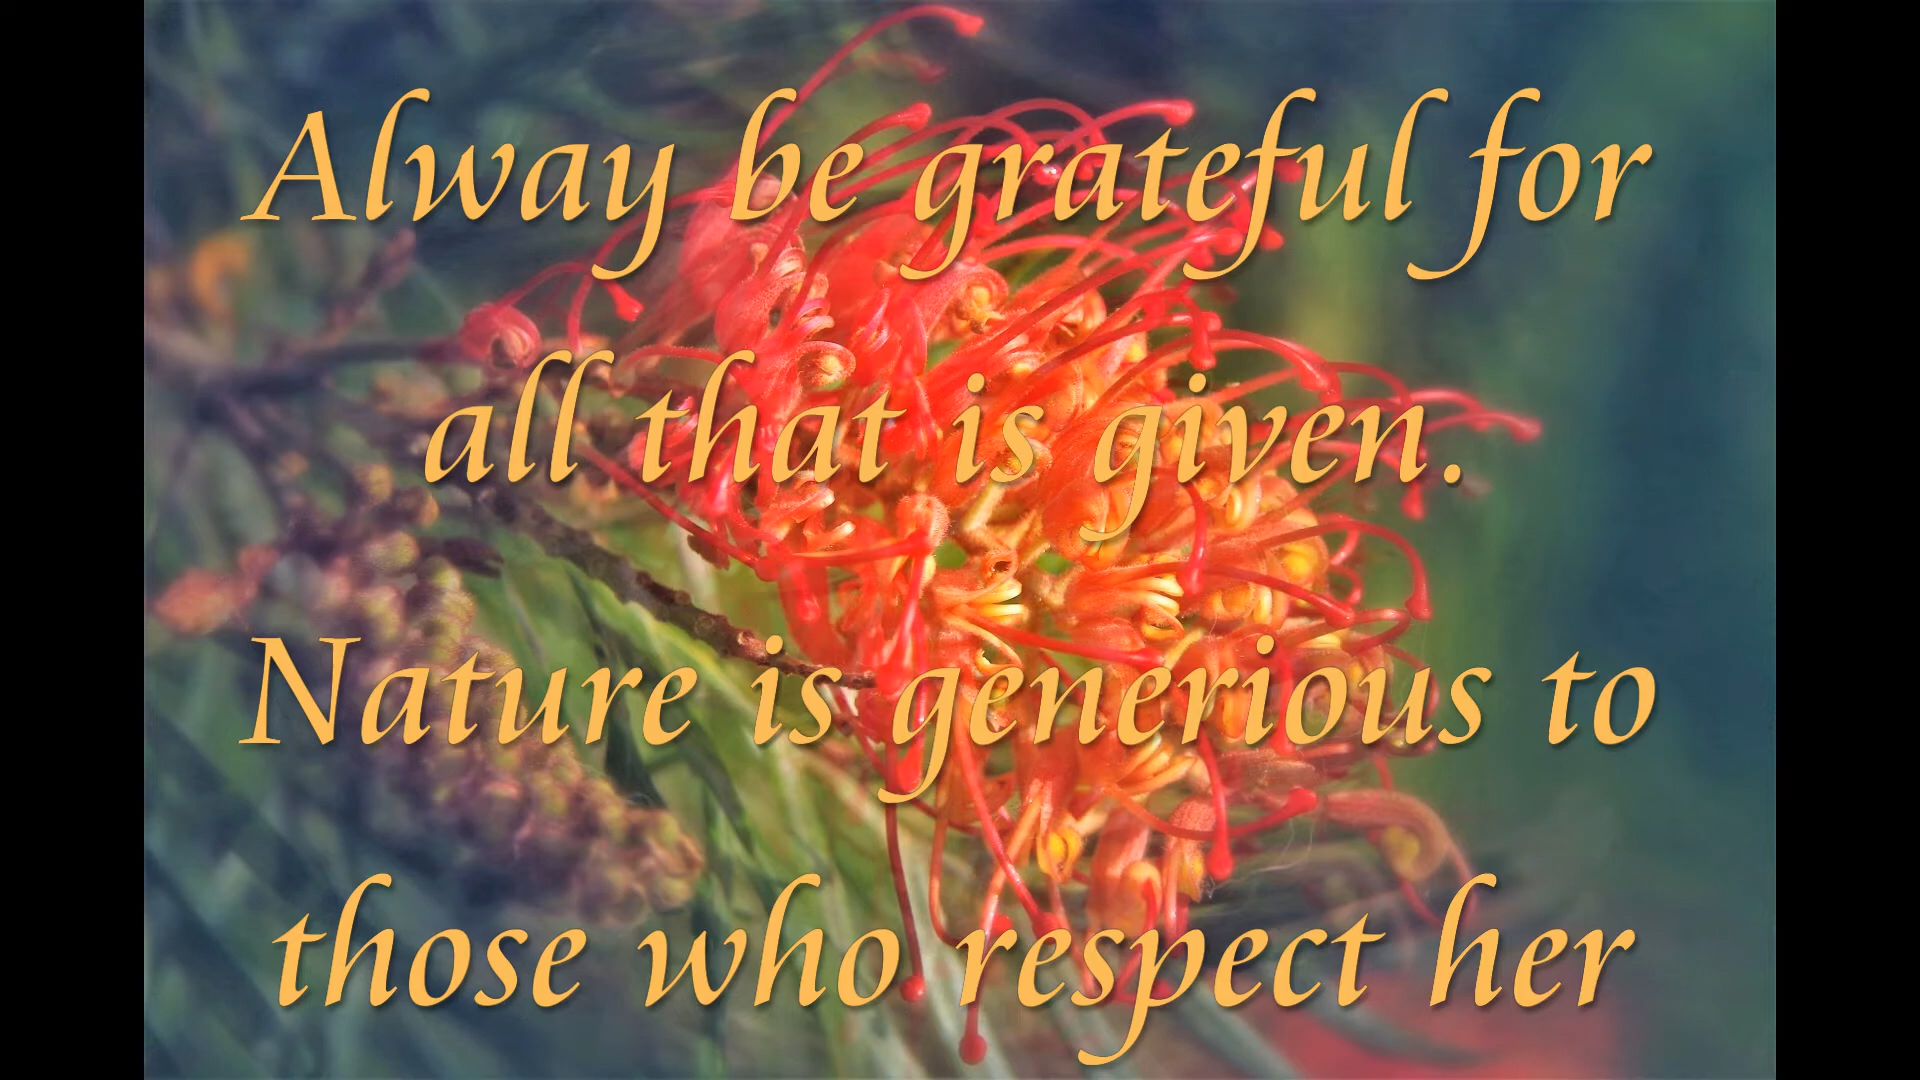 Alway be grateful for
all that is given.
Nature is generious to
those who respect her